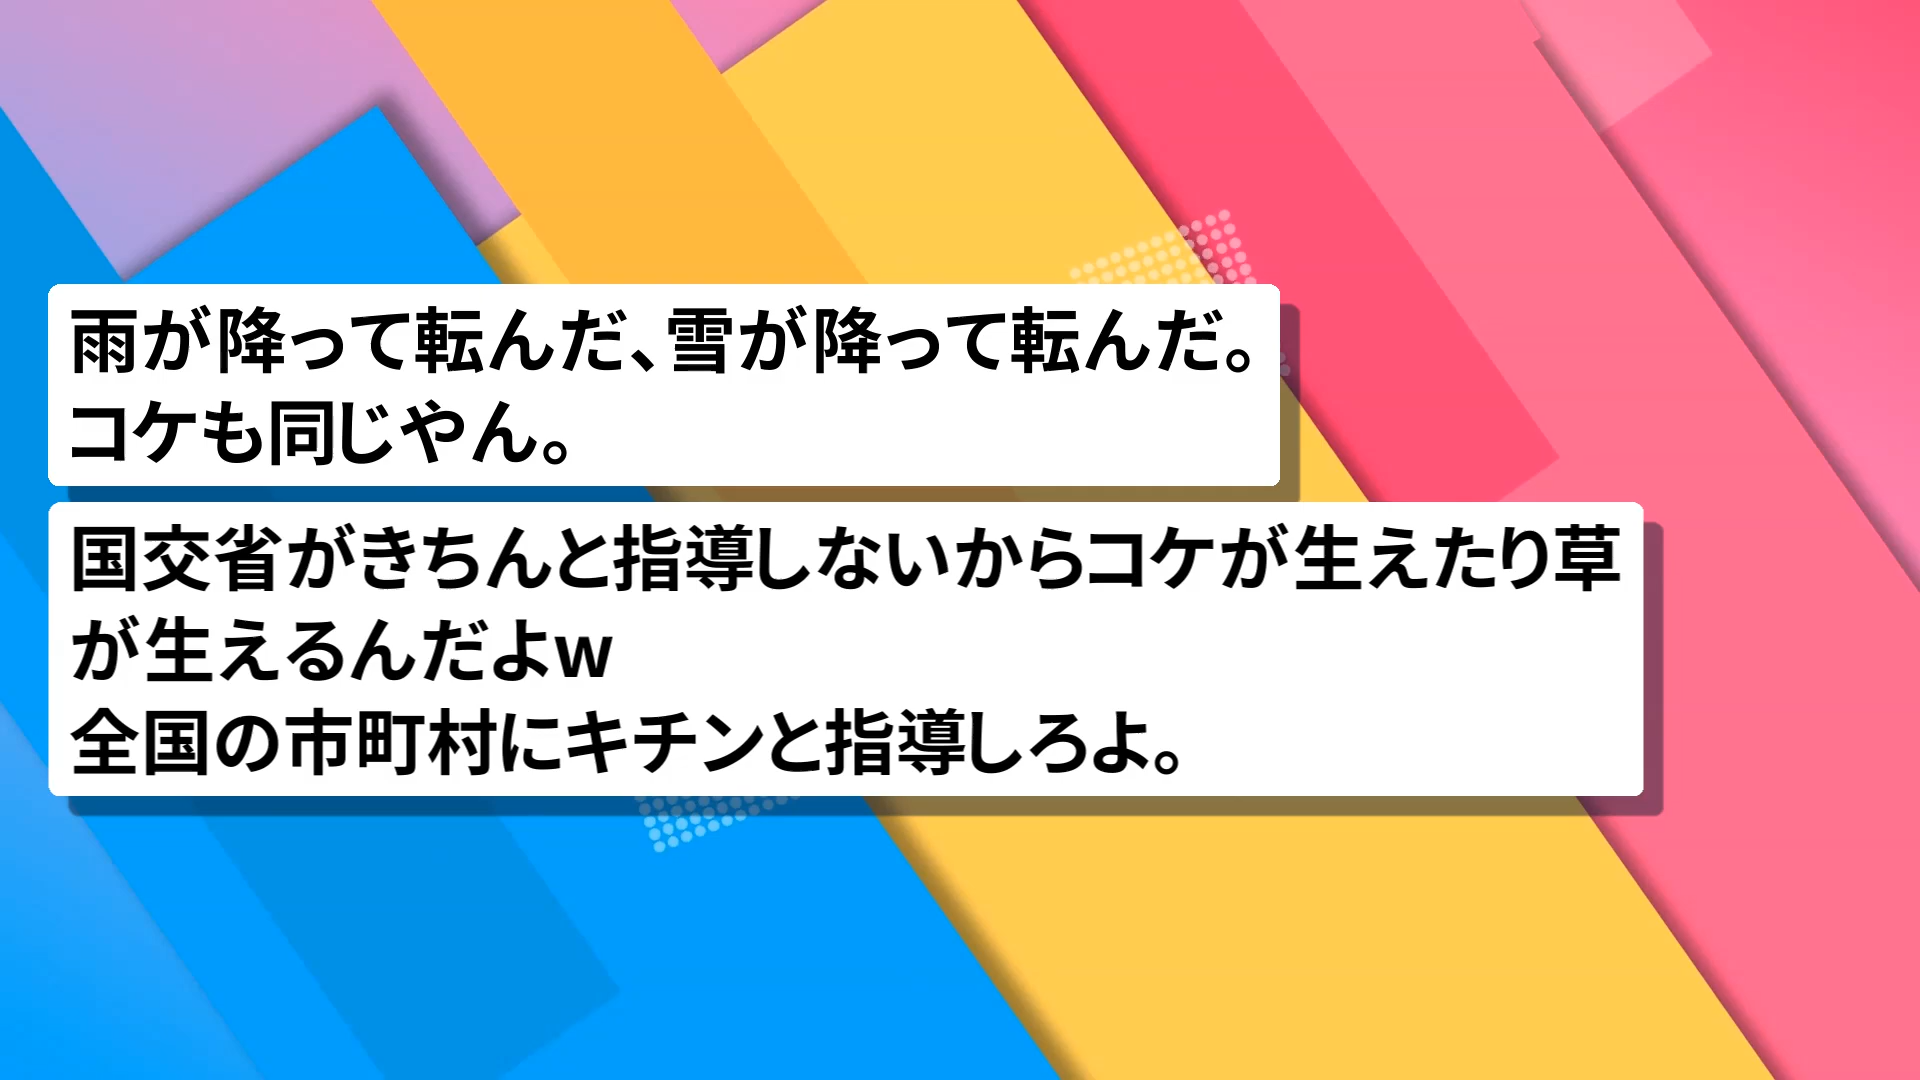 雨が降って転んだ、雪が降って転んだ。
コケも同じやん。
国交省がきちんと指導しないからコケが生えたり草
が生えるんだよw
全国の市町村にキチンと指導しろよ。